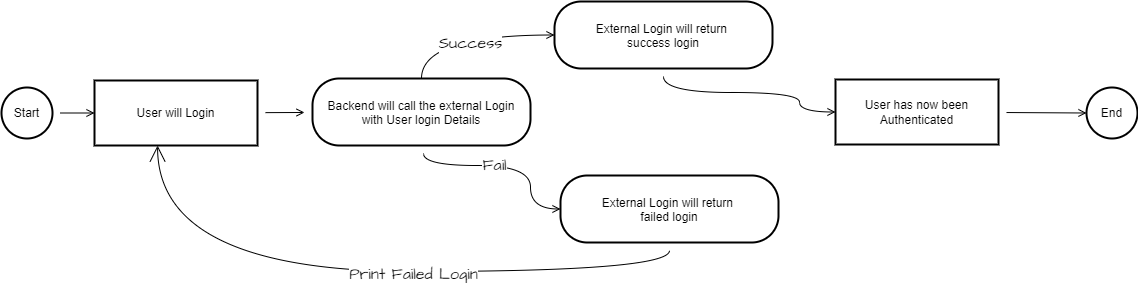 Start
User will Login
Backend will call the external Login
with User login Details
Success
External Login will return
success login
Fail
External Login will return
failed login
Print Failed Login
User has now been
Authenticated
End